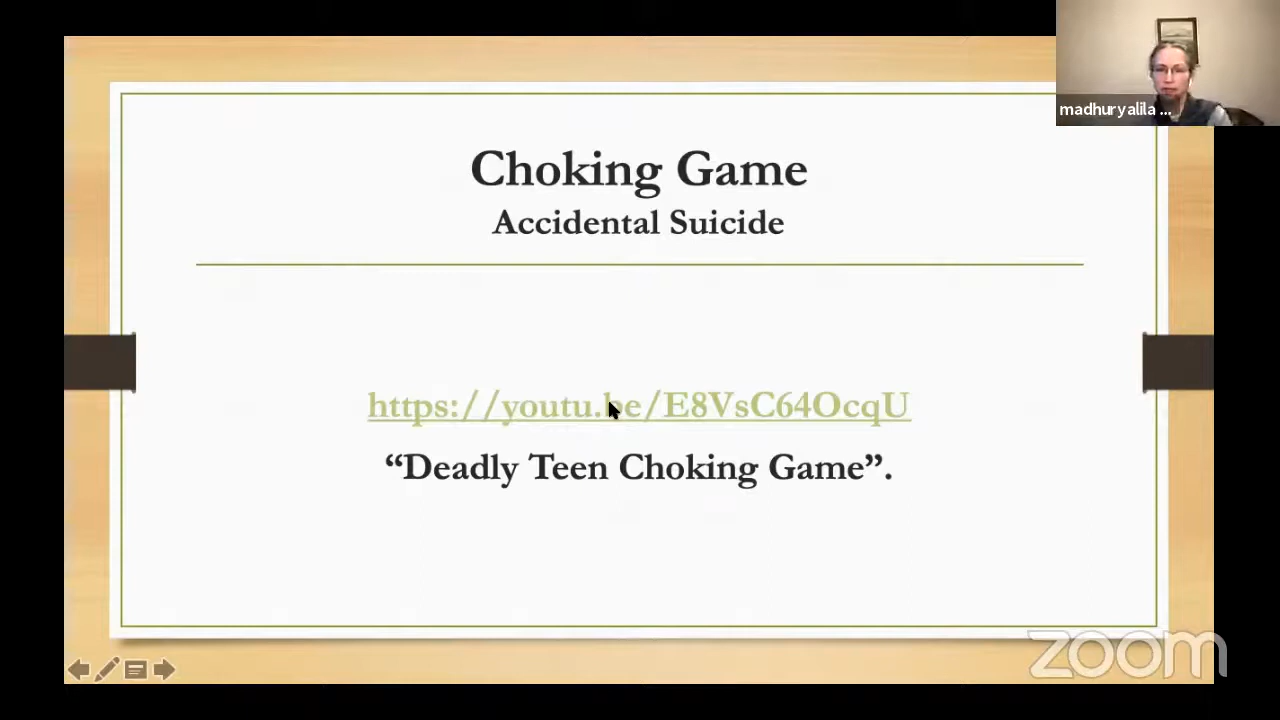 madhuryalila ...
Choking Game
Accidental Suicide
https://youtu.be/E8VsC64OcqU
“Deadly Teen Choking Game”.
zoom